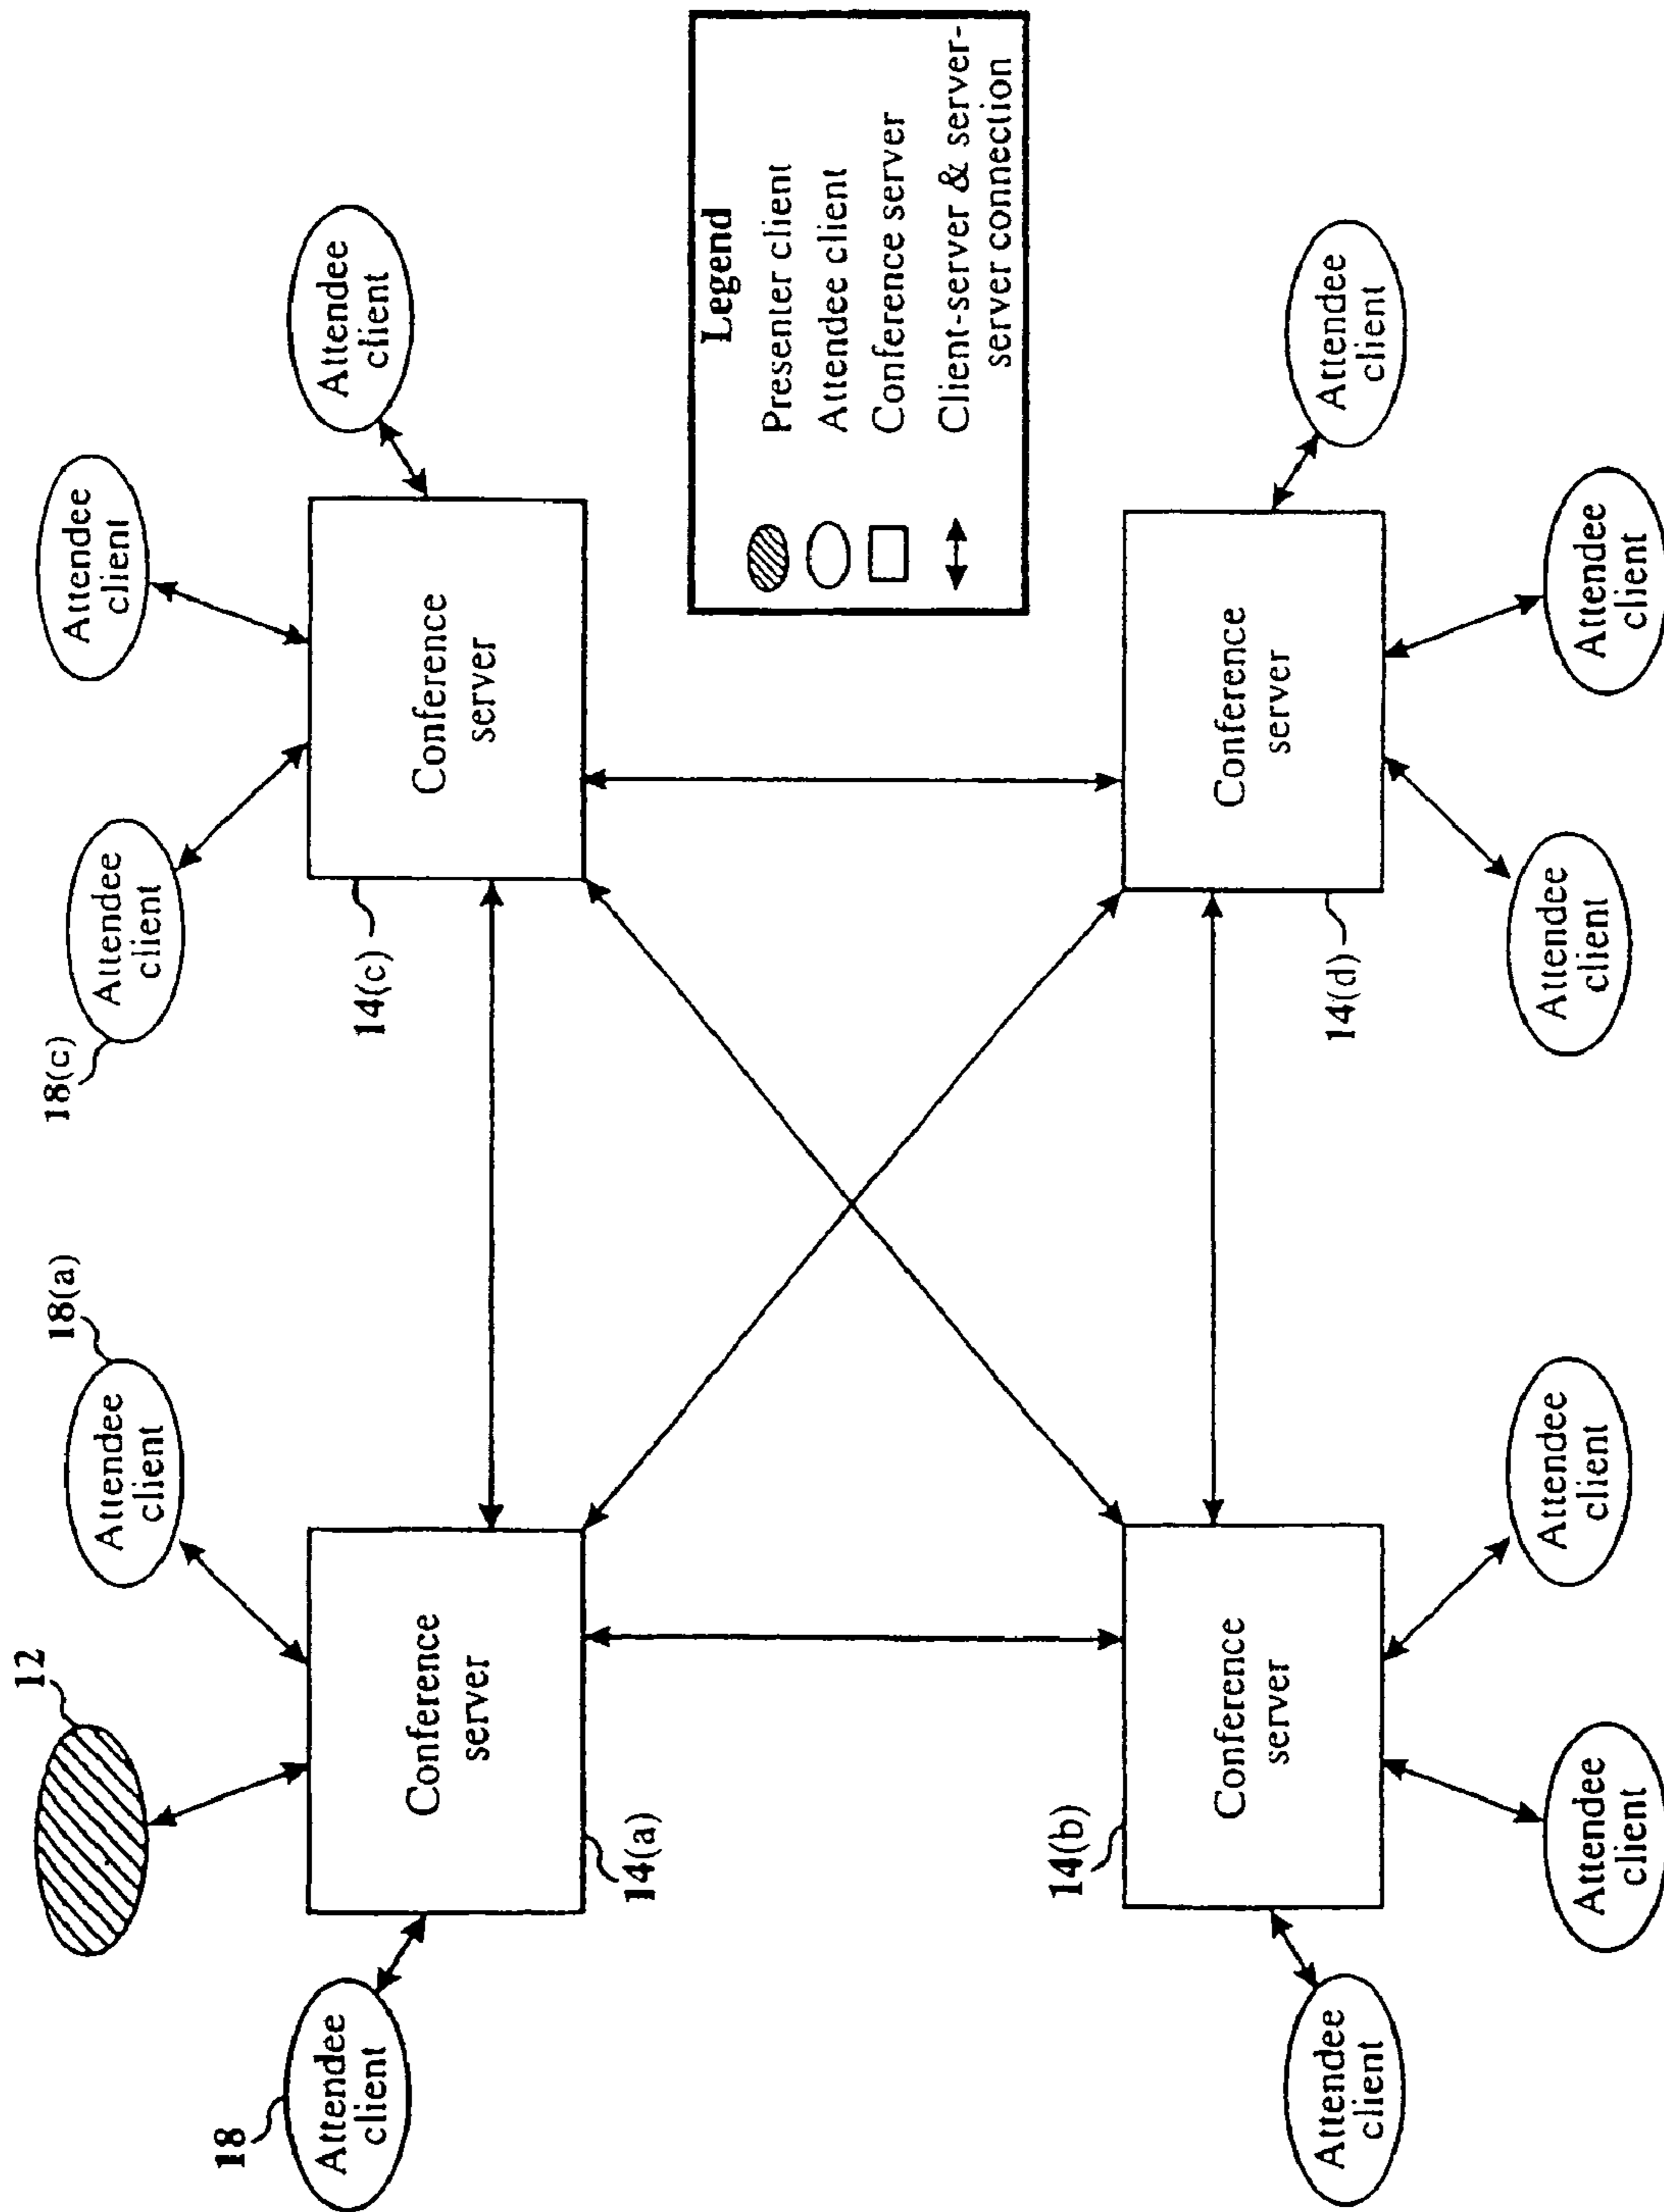 12
18(a)
18(c)
Attendee
client
Attendee
client
Attendee
client
18
Attendee
client
Attendee
client
Conference
server
Conference
server
14(a)
14(c)
Legend
Presenter client
Attendee client
Conference server
Client-server & server-
server connection
14(b)
Conference
server
Conference
server
14(d)
Attendee
client
Attendee
client
Attendee
client
Attendee
client
Attendee
client
Attendee
client